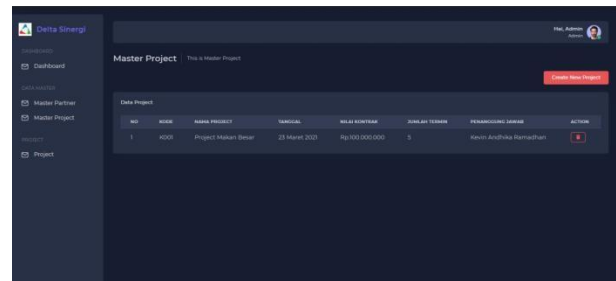 Delta Sinergi
Hai, Admin
Admin
DASHBOARD
Dashboard
Master Project
This is Master Project
DATA MASTER
Create New Project
Master Partner
Master Project
Data Project
NO KODE NAMA PROJECT TANGGAL NILAI KONTRAK JUMLAH TERMIN PENANGGUNG JAWAB ACTION
1 K001 Project Makan Besar 23 Maret 2021 Rp.100.000.000 5 Kevin Andhika Ramadhan
PROJECT
Project